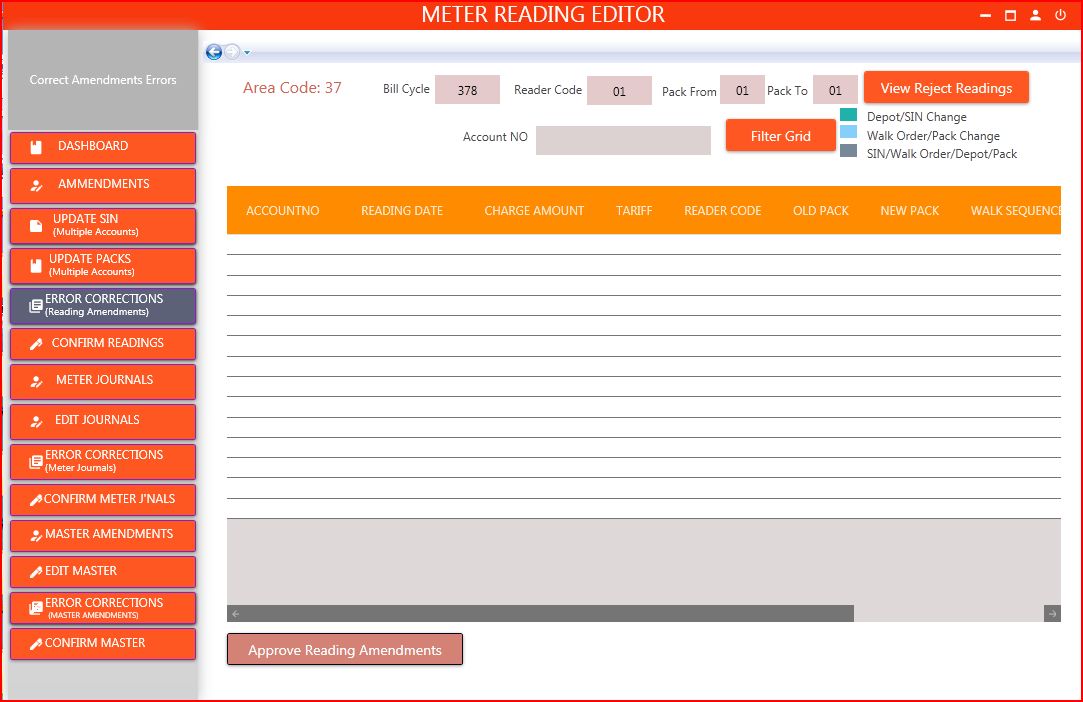 METER READING EDITOR
Correct Amendments Errors
DASHBOARD
AMMENDMENTS
UPDATE SIN
(Multiple Accounts)
UPDATE PACKS
(Multiple Accounts)
ERROR CORRECTIONS
(Reading Amendments)
CONFIRM READINGS
METER JOURNALS
EDIT JOURNALS
ERROR CORRECTIONS
(Meter Journals)
CONFIRM METER J'NALS
MASTER AMENDMENTS
EDIT MASTER
ERROR CORRECTIONS
(MASTER AMENDMENTS)
CONFIRM MASTER
Area Code: 37 Bill Cycle 378 Reader Code 01 Pack From 01 Pack To 01 View Reject Readings
Account NO Filter Grid
Depot/SIN Change
Walk Order/Pack Change
SIN/Walk Order/Depot/Pack
ACCOUNTNO READING DATE CHARGE AMOUNT TARIFF READER CODE OLD PACK NEW PACK WALK SEQUENCE
Approve Reading Amendments